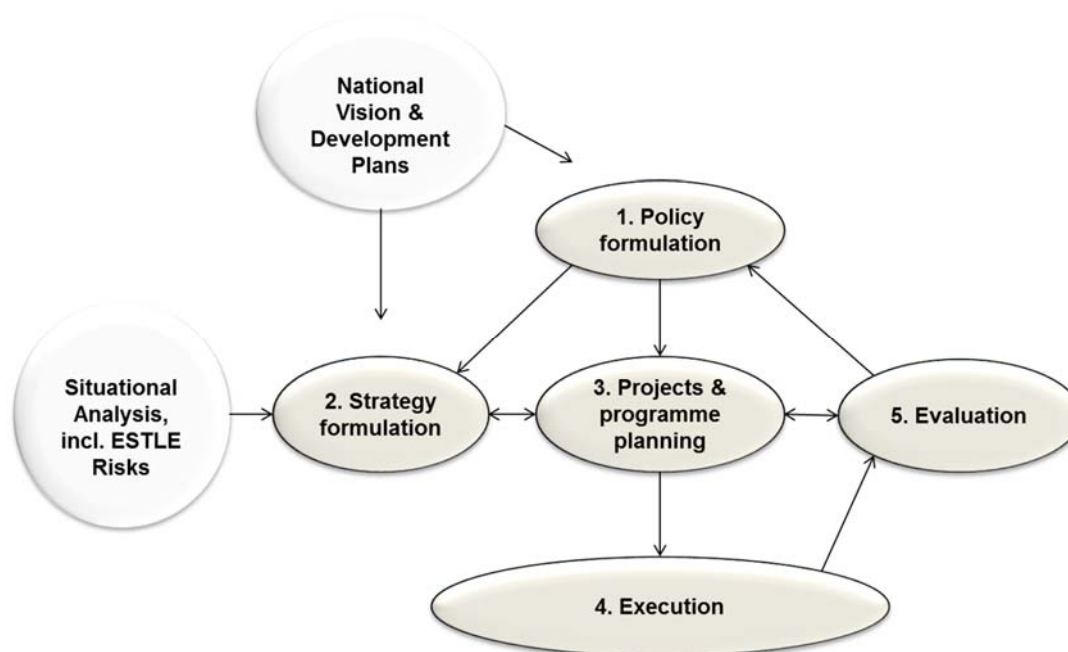 National
Vision &
Development
Plans
1. Policy
formulation
Situational
Analysis,
incl. ESTLE
Risks
2. Strategy
formulation
3. Projects &
programme
planning
5. Evaluation
4. Execution